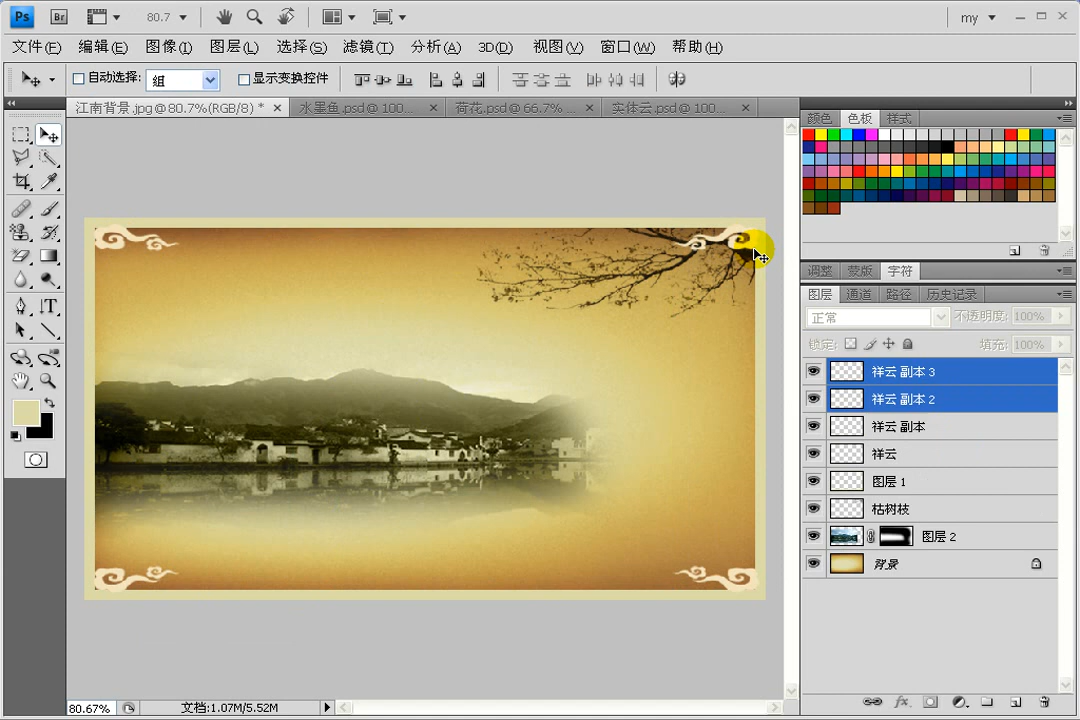 Ps Br 80.7 my
文件(F) 编辑(E) 图像(I) 图层(L) 选择(S) 滤镜(T) 分析(A) 3D(D) 视图(V) 窗口(W) 帮助(H)
自动选择: 组 显示变换控件
江南背景.jpg@80.7%(RGB/8) * 水墨鱼.psd@100... 荷花.psd@66.7%... 实体云.psd@100...
颜色 色板 样式
调整 蒙版 字符
图层 通道 路径 历史记录
正常 不透明度: 100%
锁定: 填充: 100%
祥云 副本 3
祥云 副本 2
祥云 副本
祥云
图层 1
枯树枝
图层 2
背景
80.67% 文档:1.07M/5.52M